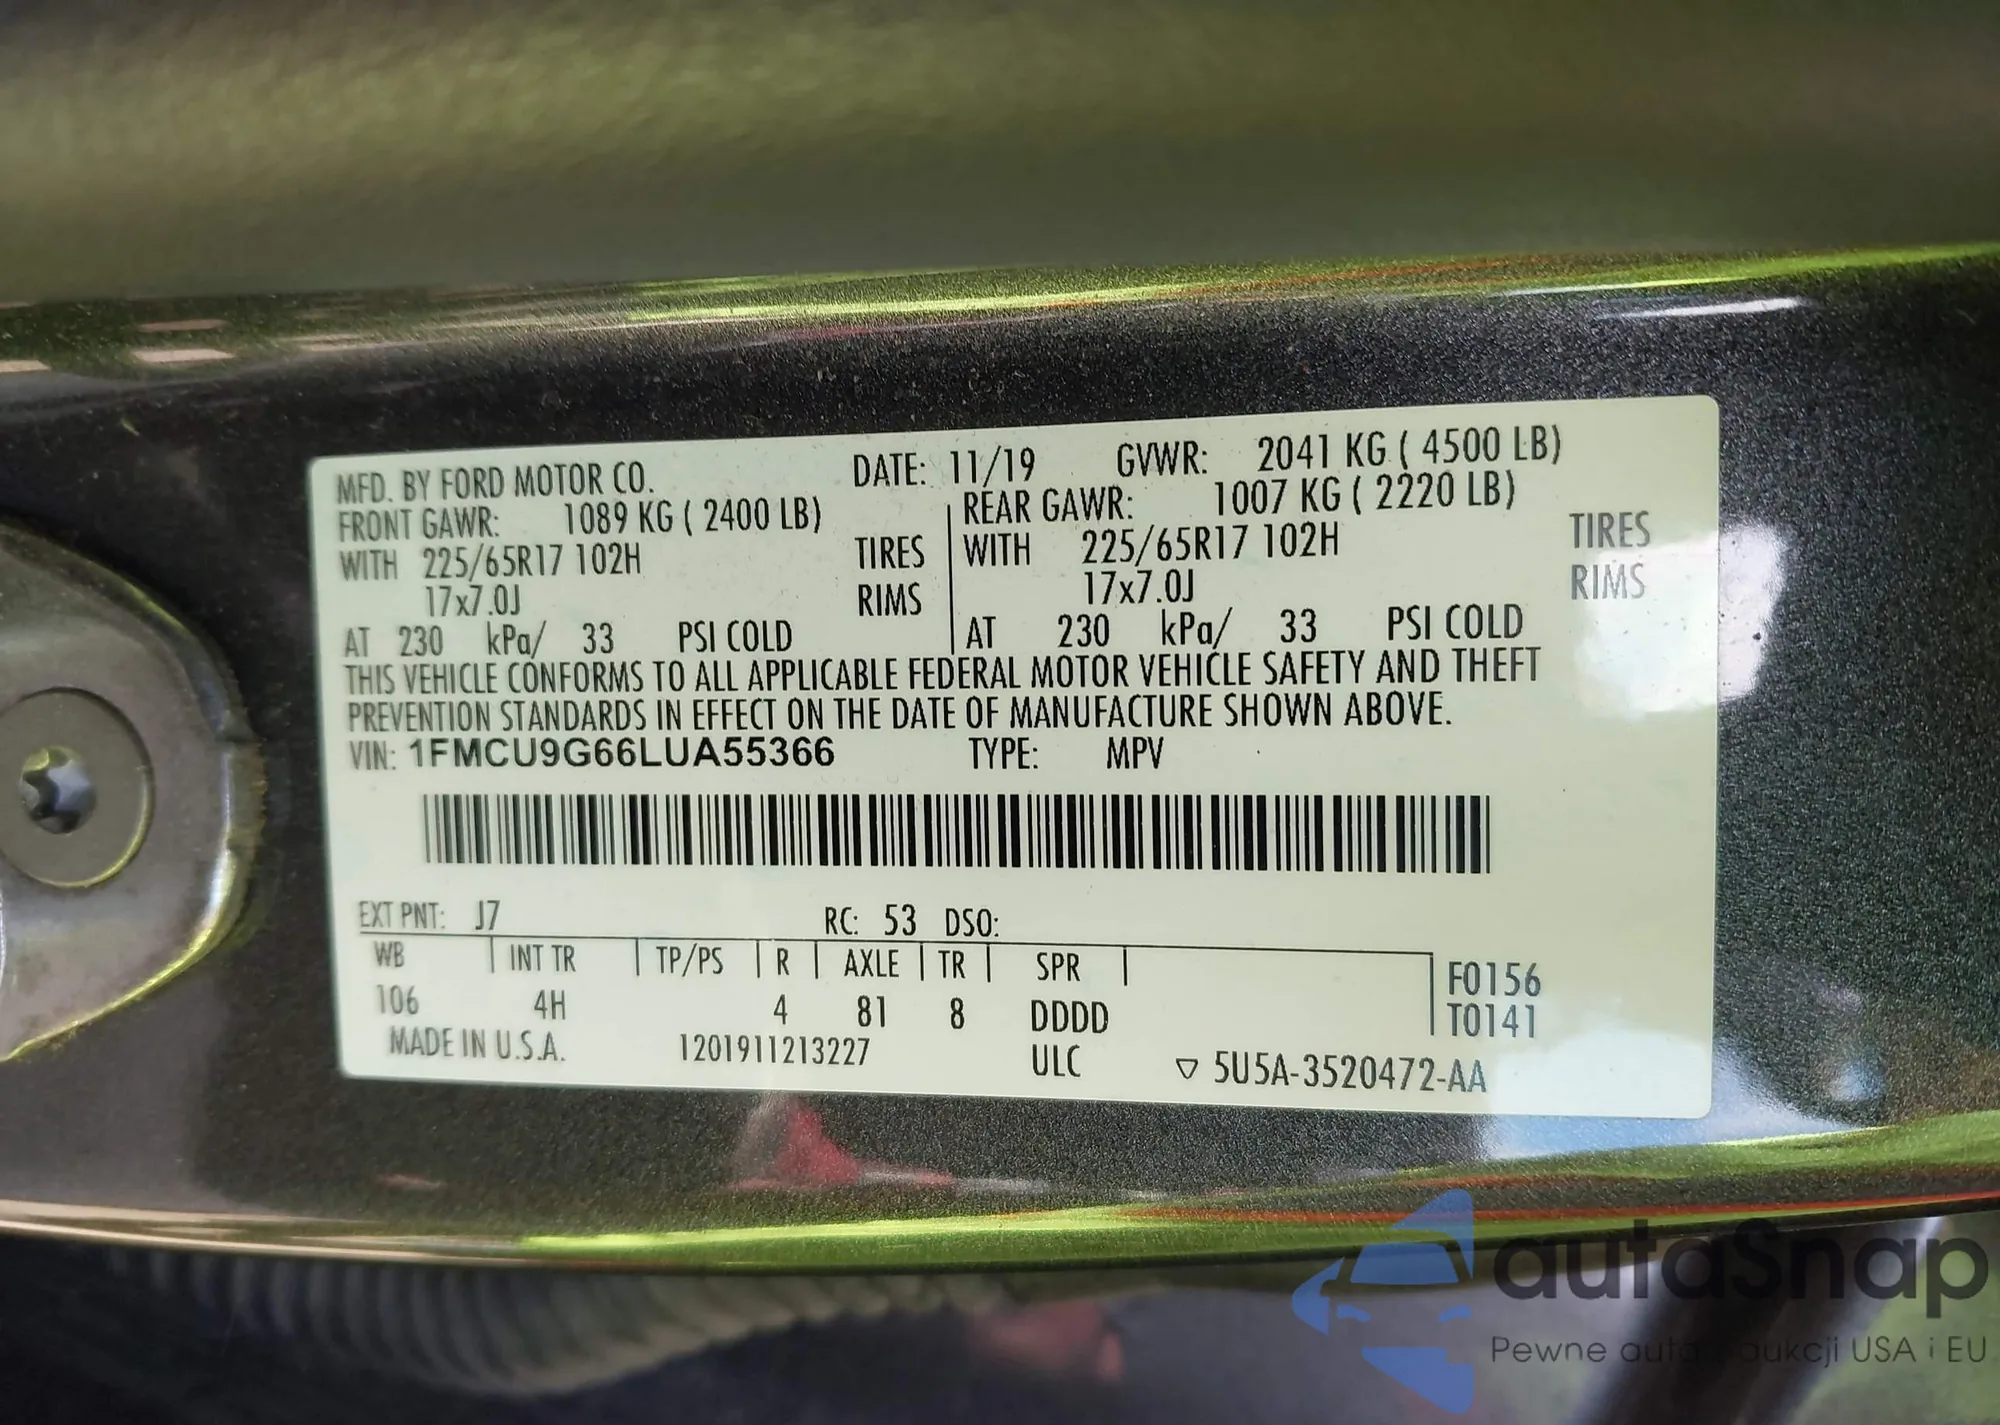 MFD. BY FORD MOTOR CO. DATE: 11/19 GVWR: 2041 KG ( 4500 LB)
FRONT GAWR: 1089 KG ( 2400 LB) REAR GAWR: 1007 KG ( 2220 LB)
WITH 225/65R17 102H TIRES WITH 225/65R17 102H TIRES
17x7.0J RIMS 17x7.0J RIMS
AT 230 kPa/ 33 PSI COLD AT 230 kPa/ 33 PSI COLD
THIS VEHICLE CONFORMS TO ALL APPLICABLE FEDERAL MOTOR VEHICLE SAFETY AND THEFT
PREVENTION STANDARDS IN EFFECT ON THE DATE OF MANUFACTURE SHOWN ABOVE.
VIN: 1FMCU9G66LUA55366 TYPE: MPV
EXT PNT: J7 RC: 53 DSO:
WB INT TR TP/PS R AXLE TR SPR F0156
106 4H 4 81 8 DDDD T0141
MADE IN U.S.A. 1201911213227 ULC ▽ 5U5A-3520472-AA
autaSnap
Pewne auta z aukcji USA i EU